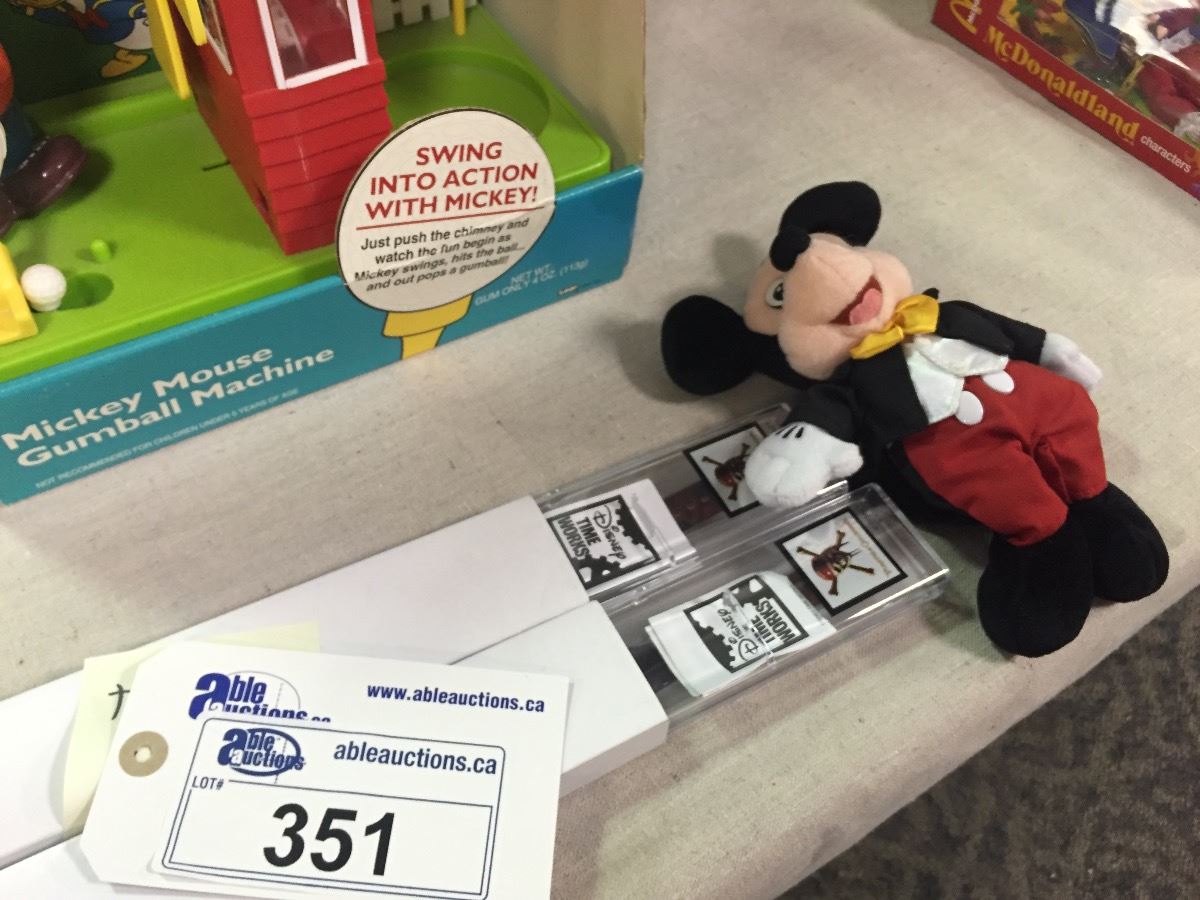 SWING
INTO ACTION
WITH MICKEY!
Just push the chimney and
watch the fun begin as
Mickey swings, hits the ball...
and out pops a gumball!
NET WT.
GUM ONLY 4 OZ. (113g)
Mickey Mouse
Gumball Machine
NOT RECOMMENDED FOR CHILDREN UNDER 5 YEARS OF AGE
McDonaldland
characters
DISNEY
TIME
WORKS
DISNEY
TIME
WORKS
able
auctions.ca
www.ableauctions.ca
able
auctions
ableauctions.ca
LOT#
351